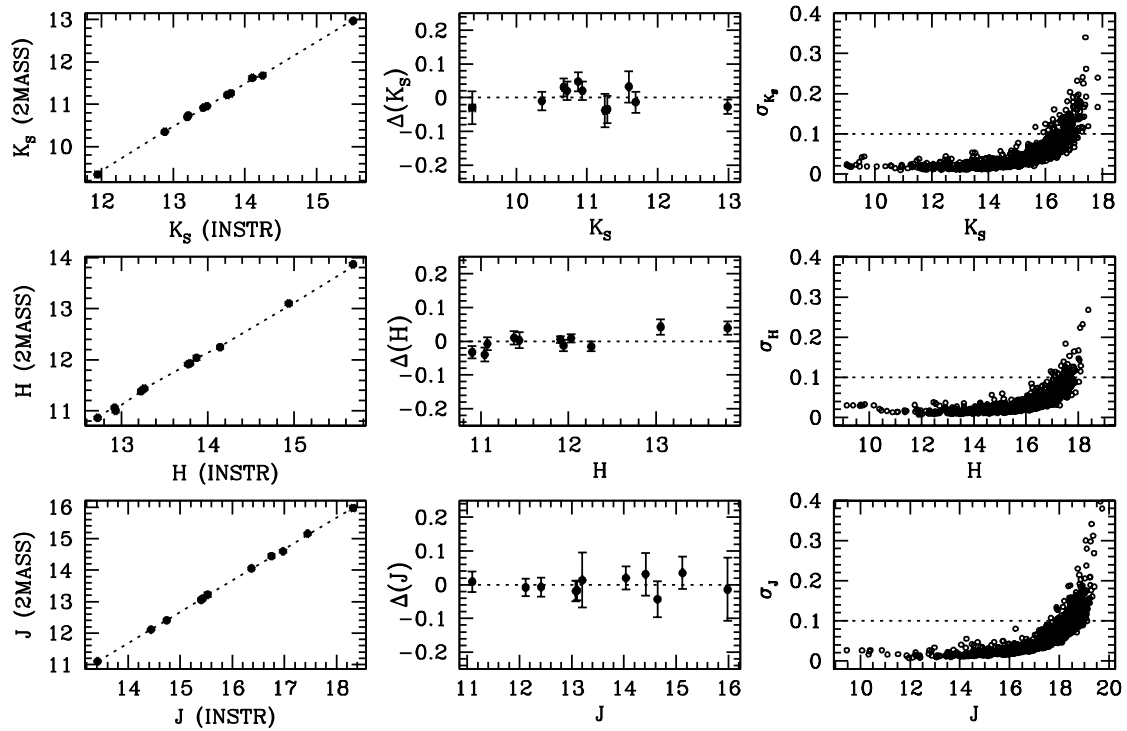 K_S (2MASS)
13
12
11
10
12 13 14 15
K_S (INSTR)
Δ(K_S)
0.2
0.1
0
−0.1
−0.2
10 11 12 13
K_S
σ_K_s
0.4
0.3
0.2
0.1
0
10 12 14 16 18
K_S
H (2MASS)
14
13
12
11
13 14 15
H (INSTR)
Δ(H)
0.2
0.1
0
−0.1
−0.2
11 12 13
H
σ_H
0.4
0.3
0.2
0.1
0
10 12 14 16 18
H
J (2MASS)
16
15
14
13
12
11
14 15 16 17 18
J (INSTR)
Δ(J)
0.2
0.1
0
−0.1
−0.2
11 12 13 14 15 16
J
σ_J
0.4
0.3
0.2
0.1
0
10 12 14 16 18 20
J